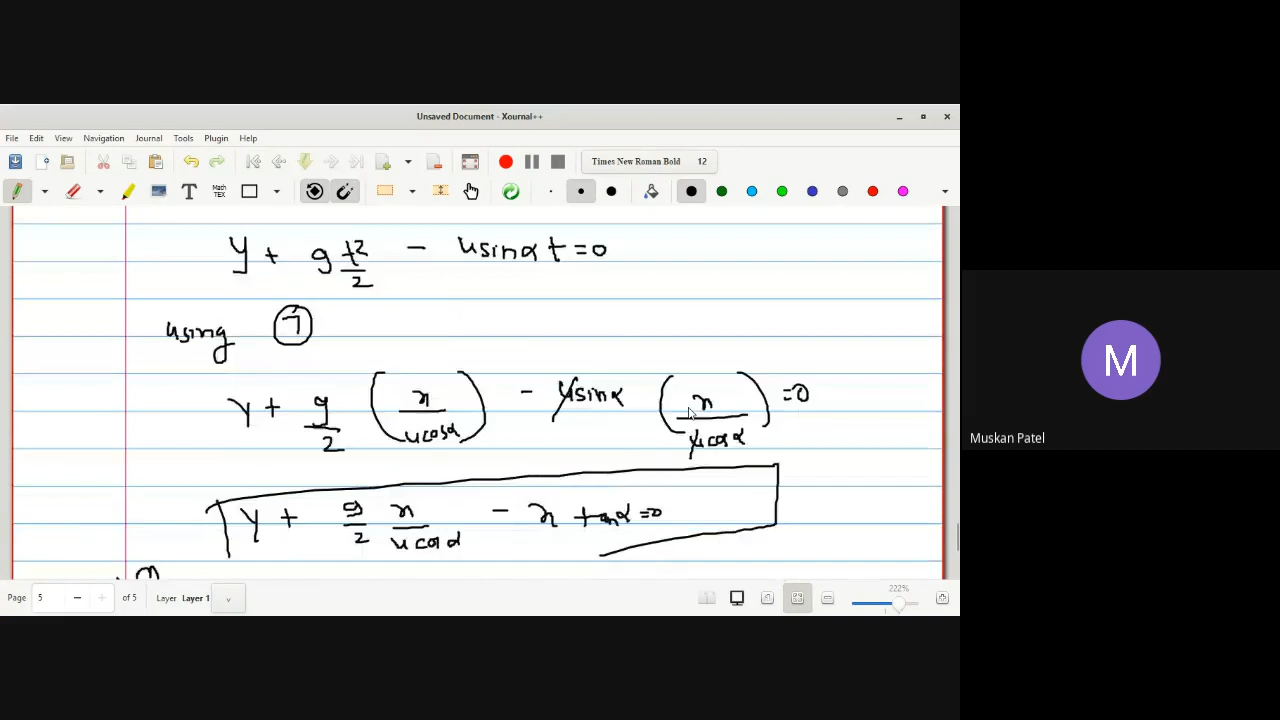 Unsaved Document - Xournal++
File Edit View Navigation Journal Tools Plugin Help
Times New Roman Bold 12
y + g t²/2 - u sinα t = 0
using ⑦
y + g/2 (x/u cosα) - u sinα (x/u cosα) = 0
y + g/2 x/u cosα - x tanα = 0
Muskan Patel
M
Page 5 of 5 Layer Layer 1 222%